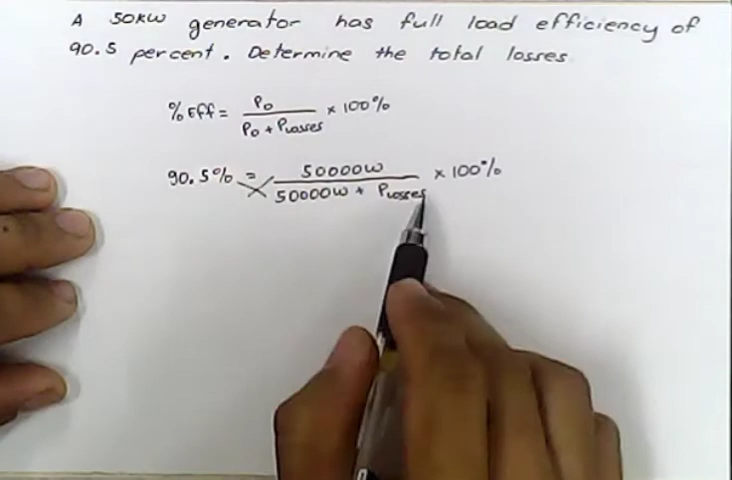 A 50KW generator has full load efficiency of
90.5 percent. Determine the total losses
% Eff = Po / Po + Plosses × 100%
90.5% = 50000W / 50000W + Plosses × 100%